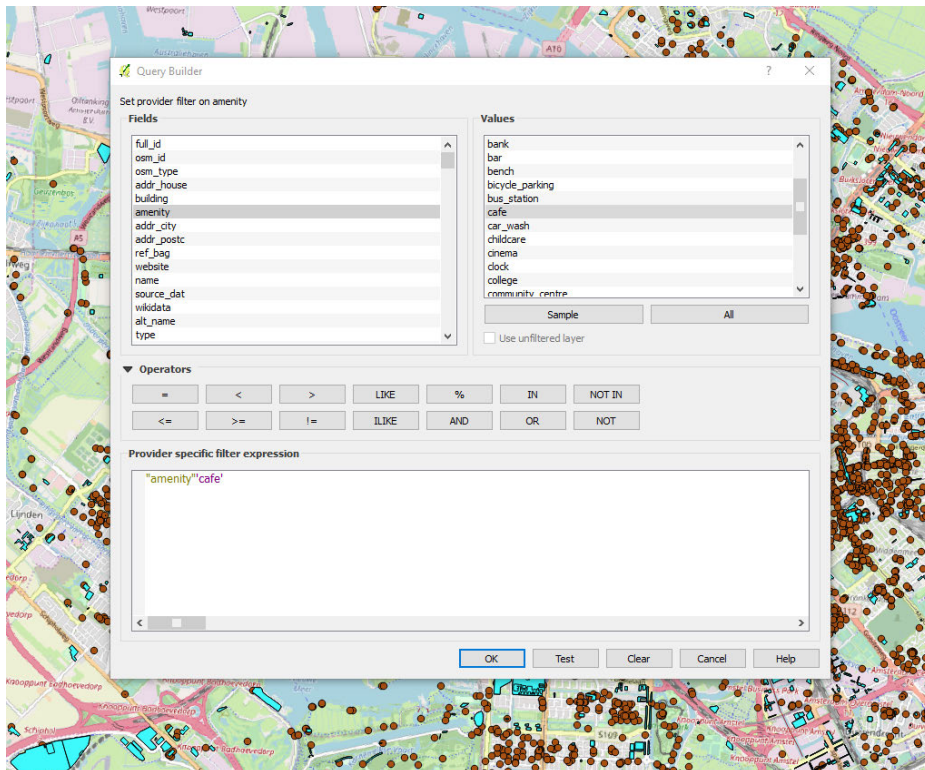 Westpoort
A10
Query Builder
?
Set provider filter on amenity
Fields
full_id
osm_id
osm_type
addr_house
building
amenity
addr_city
addr_postc
ref_bag
website
name
source_dat
wikidata
alt_name
type
Values
bank
bar
bench
bicycle_parking
bus_station
cafe
car_wash
childcare
cinema
clock
college
community_centre
Sample
All
Use unfiltered layer
Operators
= < > LIKE % IN NOT IN
<= >= != ILIKE AND OR NOT
Provider specific filter expression
"amenity"'cafe'
OK Test Clear Cancel Help
A5
Lijnden
Schiphol
Knooppunt Badhoevedorp
Badhoevedorp
S109